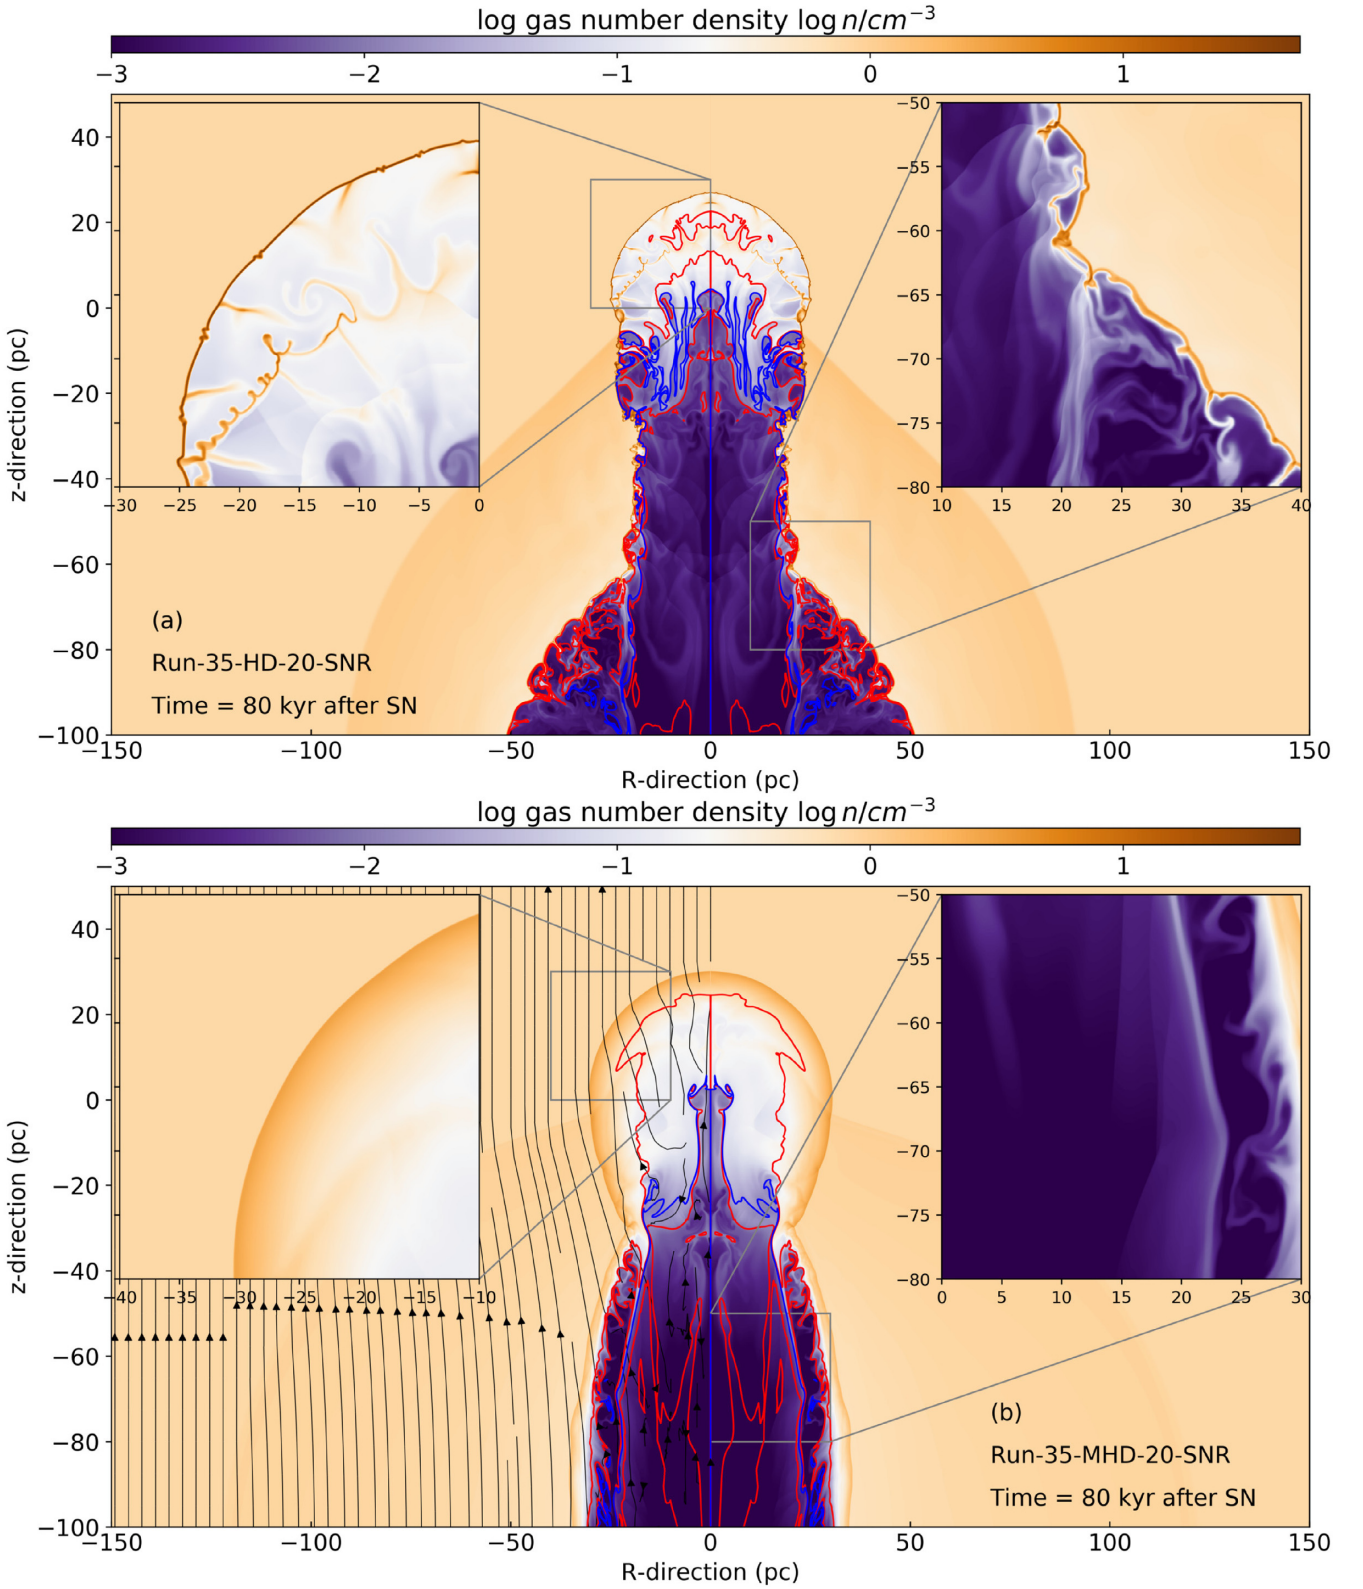 log gas number density log n/cm⁻³
−3 −2 −1 0 1
40
20
0
−20
−40
−60
−80
−100
z-direction (pc)
−30 −25 −20 −15 −10 −5 0
−50
−55
−60
−65
−70
−75
−80
10 15 20 25 30 35 40
(a)
Run-35-HD-20-SNR
Time = 80 kyr after SN
−150 −100 −50 0 50 100 150
R-direction (pc)
log gas number density log n/cm⁻³
−3 −2 −1 0 1
40
20
0
−20
−40
−60
−80
−100
z-direction (pc)
−40 −35 −30 −25 −20 −15 −10
−50
−55
−60
−65
−70
−75
−80
0 5 10 15 20 25 30
(b)
Run-35-MHD-20-SNR
Time = 80 kyr after SN
−150 −100 −50 0 50 100 150
R-direction (pc)